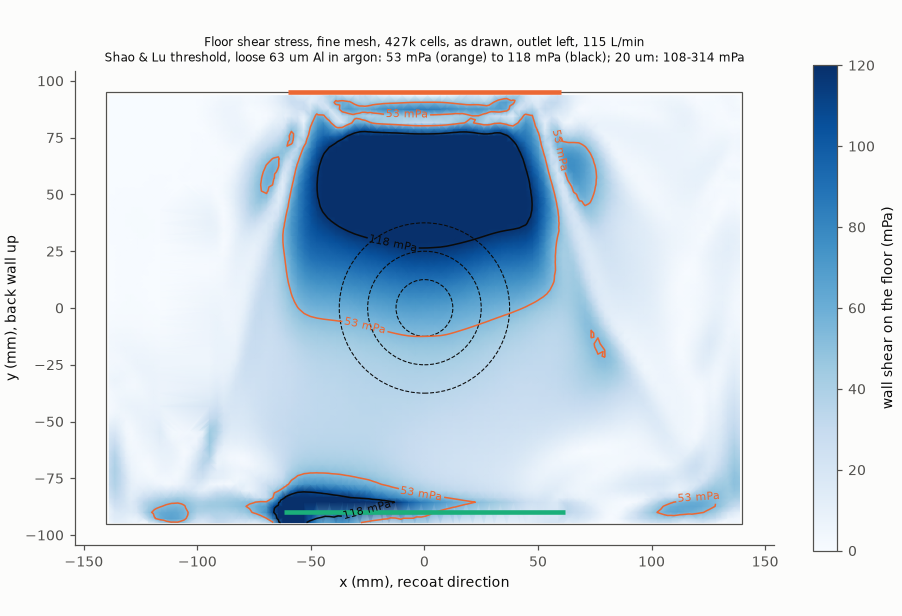 Floor shear stress, fine mesh, 427k cells, as drawn, outlet left, 115 L/min
Shao & Lu threshold, loose 63 um Al in argon: 53 mPa (orange) to 118 mPa (black); 20 um: 108-314 mPa
100
75
50
25
0
−25
−50
−75
−100
y (mm), back wall up
53 mPa
53 mPa
118 mPa
53 mPa
53 mPa
118 mPa
53 mPa
−150
−100
−50
0
50
100
150
x (mm), recoat direction
120
100
80
60
40
20
0
wall shear on the floor (mPa)